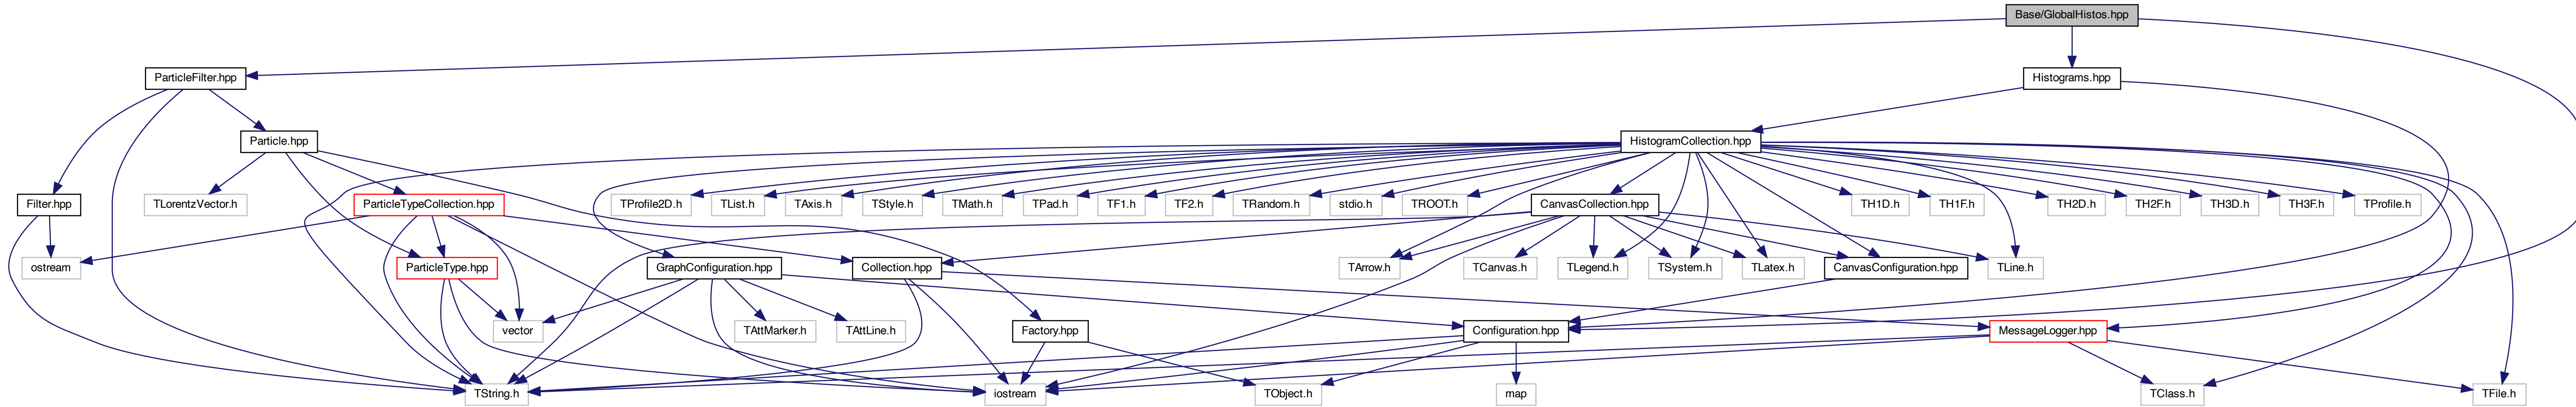 Base/GlobalHistos.hpp
ParticleFilter.hpp
Histograms.hpp
Particle.hpp
HistogramCollection.hpp
Filter.hpp
TLorentzVector.h
ParticleTypeCollection.hpp
TProfile2D.h
TList.h
TAxis.h
TStyle.h
TMath.h
TPad.h
TF1.h
TF2.h
TRandom.h
stdio.h
TROOT.h
CanvasCollection.hpp
TH1D.h
TH1F.h
TH2D.h
TH2F.h
TH3D.h
TH3F.h
TProfile.h
ostream
ParticleType.hpp
GraphConfiguration.hpp
Collection.hpp
TArrow.h
TCanvas.h
TLegend.h
TSystem.h
TLatex.h
CanvasConfiguration.hpp
TLine.h
vector
TAttMarker.h
TAttLine.h
Factory.hpp
Configuration.hpp
MessageLogger.hpp
TString.h
iostream
TObject.h
map
TClass.h
TFile.h